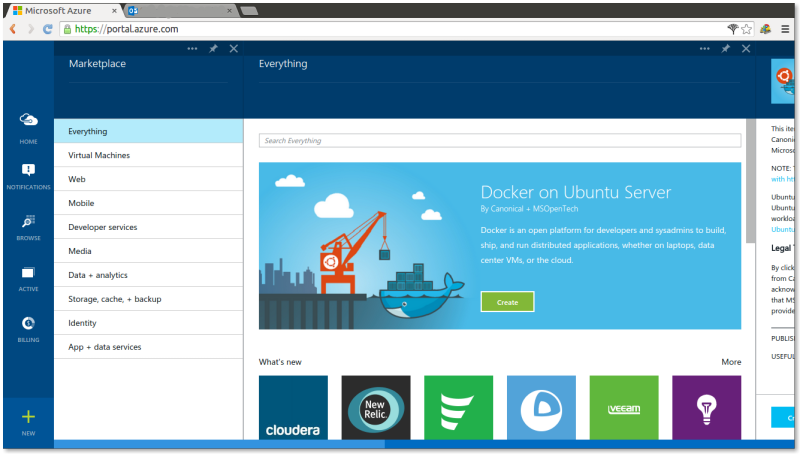 Microsoft Azure
https://portal.azure.com
Marketplace
Everything
Everything
Virtual Machines
Web
Mobile
Developer services
Media
Data + analytics
Storage, cache, + backup
Identity
App + data services
HOME
NOTIFICATIONS
BROWSE
ACTIVE
BILLING
NEW
Search Everything
Docker on Ubuntu Server
By Canonical + MSOpenTech
Docker is an open platform for developers and sysadmins to build,
ship, and run distributed applications, whether on laptops, data
center VMs, or the cloud.
Create
What's new
More
cloudera
New
Relic.
veeam
This ite
Canonic
Microso
NOTE: T
with htt
Ubuntu
Ubuntu
workloa
Ubuntu
Legal T
By click
from Ca
acknow
that MS
provide
PUBLIS
USEFUL
Cr